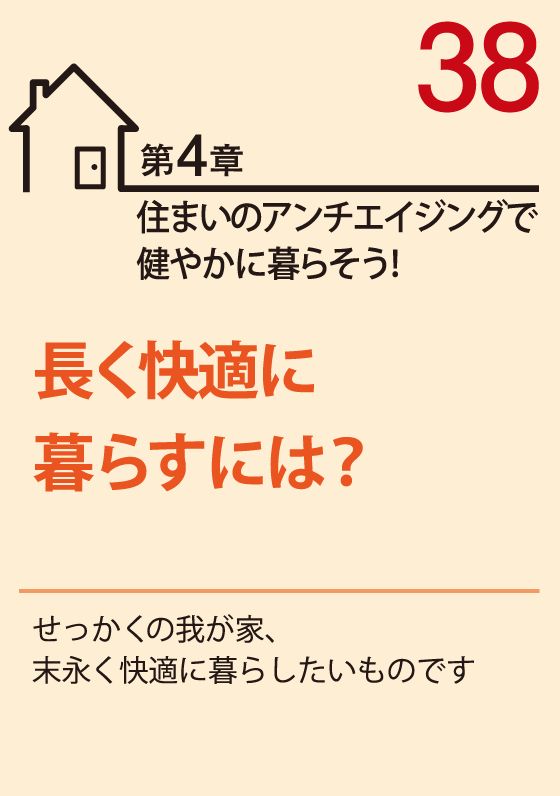 38
第4章
住まいのアンチエイジングで
健やかに暮らそう!
長く快適に
暮らすには？
せっかくの我が家、
末永く快適に暮らしたいものです